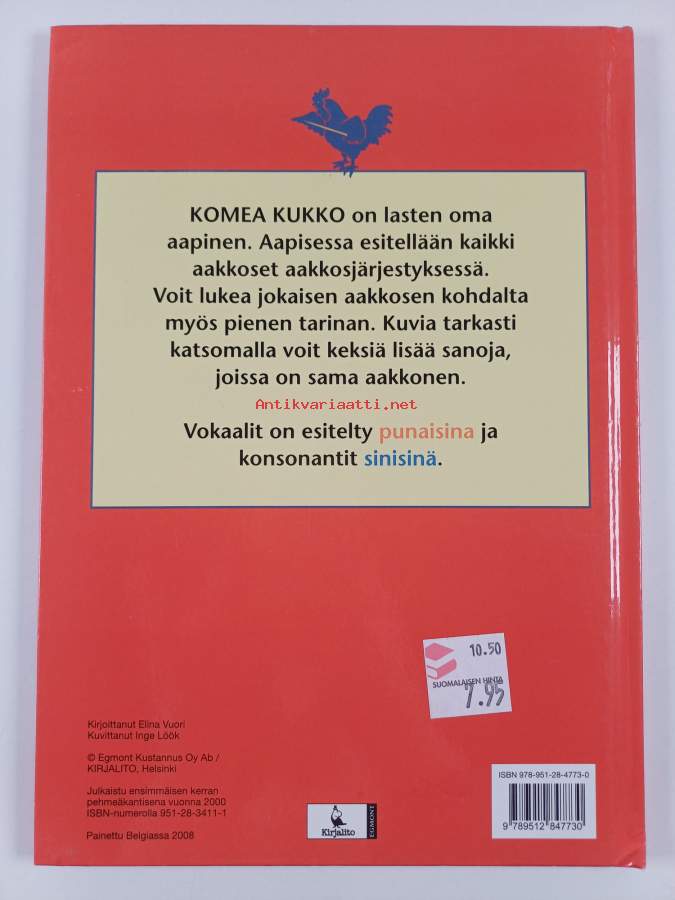 KOMEA KUKKO on lasten oma
aapinen. Aapisessa esitellään kaikki
aakkoset aakkosjärjestyksessä.
Voit lukea jokaisen aakkosen kohdalta
myös pienen tarinan. Kuvia tarkasti
katsomalla voit keksiä lisää sanoja,
joissa on sama aakkonen.
Antikvariaatti.net
Vokaalit on esitelty punaisina ja
konsonantit sinisinä.
10.50
SUOMALAISEN HINTA
7.95
Kirjoittanut Elina Vuori
Kuvittanut Inge Löök
© Egmont Kustannus Oy Ab /
KIRJALITO, Helsinki
Julkaistu ensimmäisen kerran
pehmeäkantisena vuonna 2000
ISBN-numerolla 951-28-3411-1
Painettu Belgiassa 2008
Kirjalito
EGMONT
ISBN 978-951-28-4773-0
9 789512 847730